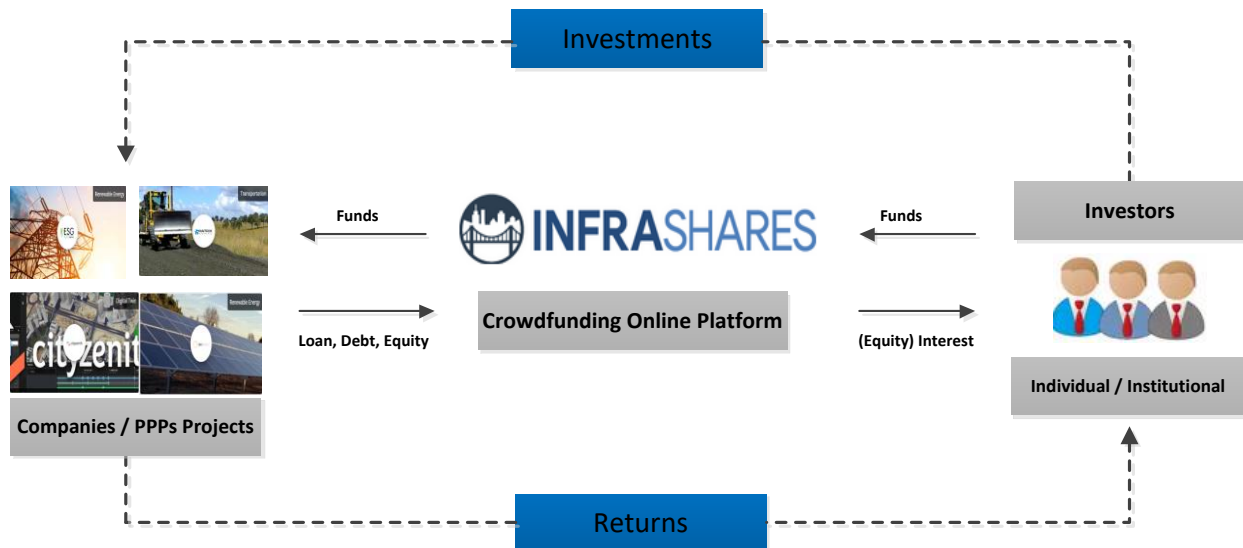 Investments
Renewable Energy
Transportation
ESG
Funds
INFRASHARES
Funds
Investors
Digital Twin
Renewable Energy
cityzenit
Loan, Debt, Equity
Crowdfunding Online Platform
(Equity) Interest
Individual / Institutional
Companies / PPPs Projects
Returns